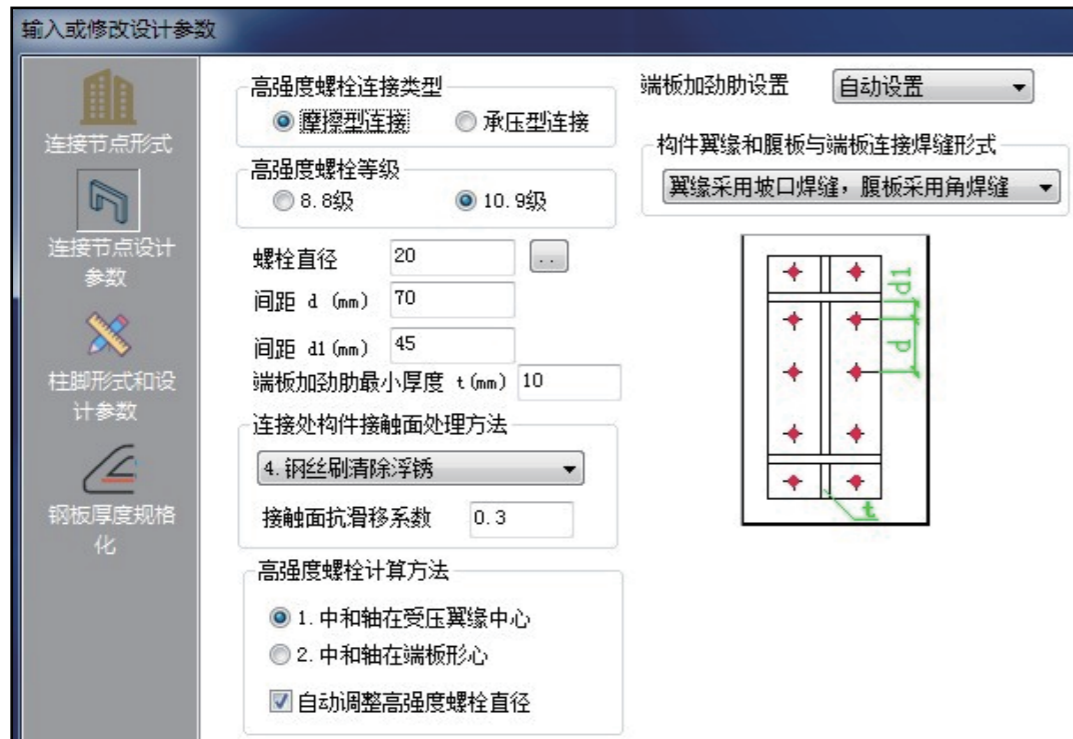 输入或修改设计参数
连接节点形式
连接节点设计
参数
柱脚形式和设
计参数
钢板厚度规格
化
高强度螺栓连接类型
摩擦型连接 承压型连接
高强度螺栓等级
8.8级 10.9级
螺栓直径 20 ..
间距 d (mm) 70
间距 d1(mm) 45
端板加劲肋最小厚度 t(mm) 10
连接处构件接触面处理方法
4.钢丝刷清除浮锈
接触面抗滑移系数 0.3
高强度螺栓计算方法
1.中和轴在受压翼缘中心
2.中和轴在端板形心
自动调整高强度螺栓直径
端板加劲肋设置 自动设置
构件翼缘和腹板与端板连接焊缝形式
翼缘采用坡口焊缝，腹板采用角焊缝
d1
d
t